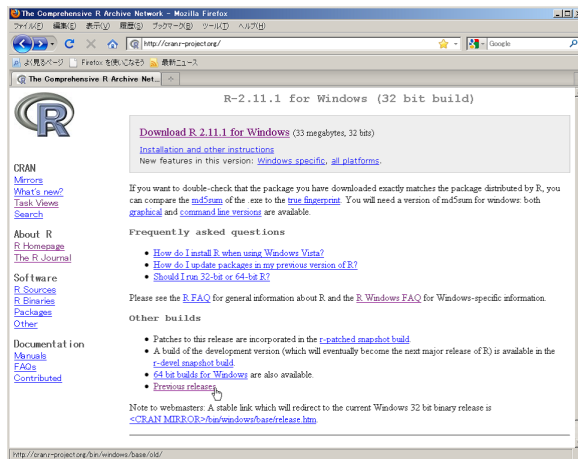 The Comprehensive R Archive Network - Mozilla Firefox
ファイル(F) 編集(E) 表示(V) 履歴(S) ブックマーク(B) ツール(T) ヘルプ(H)
http://cran.r-project.org/
Google
よく見るページ Firefox を使いこなそう 最新ニュース
The Comprehensive R Archive Net...
R
CRAN
Mirrors
What's new?
Task Views
Search
About R
R Homepage
The R Journal
Software
R Sources
R Binaries
Packages
Other
Documentation
Manuals
FAQs
Contributed
R-2.11.1 for Windows (32 bit build)
Download R 2.11.1 for Windows (33 megabytes, 32 bits)
Installation and other instructions
New features in this version: Windows specific, all platforms.
If you want to double-check that the package you have downloaded exactly matches the package distributed by R, you
can compare the md5sum of the .exe to the true fingerprint. You will need a version of md5sum for windows: both
graphical and command line versions are available.
Frequently asked questions
• How do I install R when using Windows Vista?
• How do I update packages in my previous version of R?
• Should I run 32-bit or 64-bit R?
Please see the R FAQ for general information about R and the R Windows FAQ for Windows-specific information.
Other builds
• Patches to this release are incorporated in the r-patched snapshot build.
• A build of the development version (which will eventually become the next major release of R) is available in the
r-devel snapshot build.
• 64 bit builds for Windows are also available.
• Previous releases
Note to webmasters: A stable link which will redirect to the current Windows 32 bit binary release is
<CRAN MIRROR>/bin/windows/base/release.htm.
http://cran.r-project.org/bin/windows/base/old/